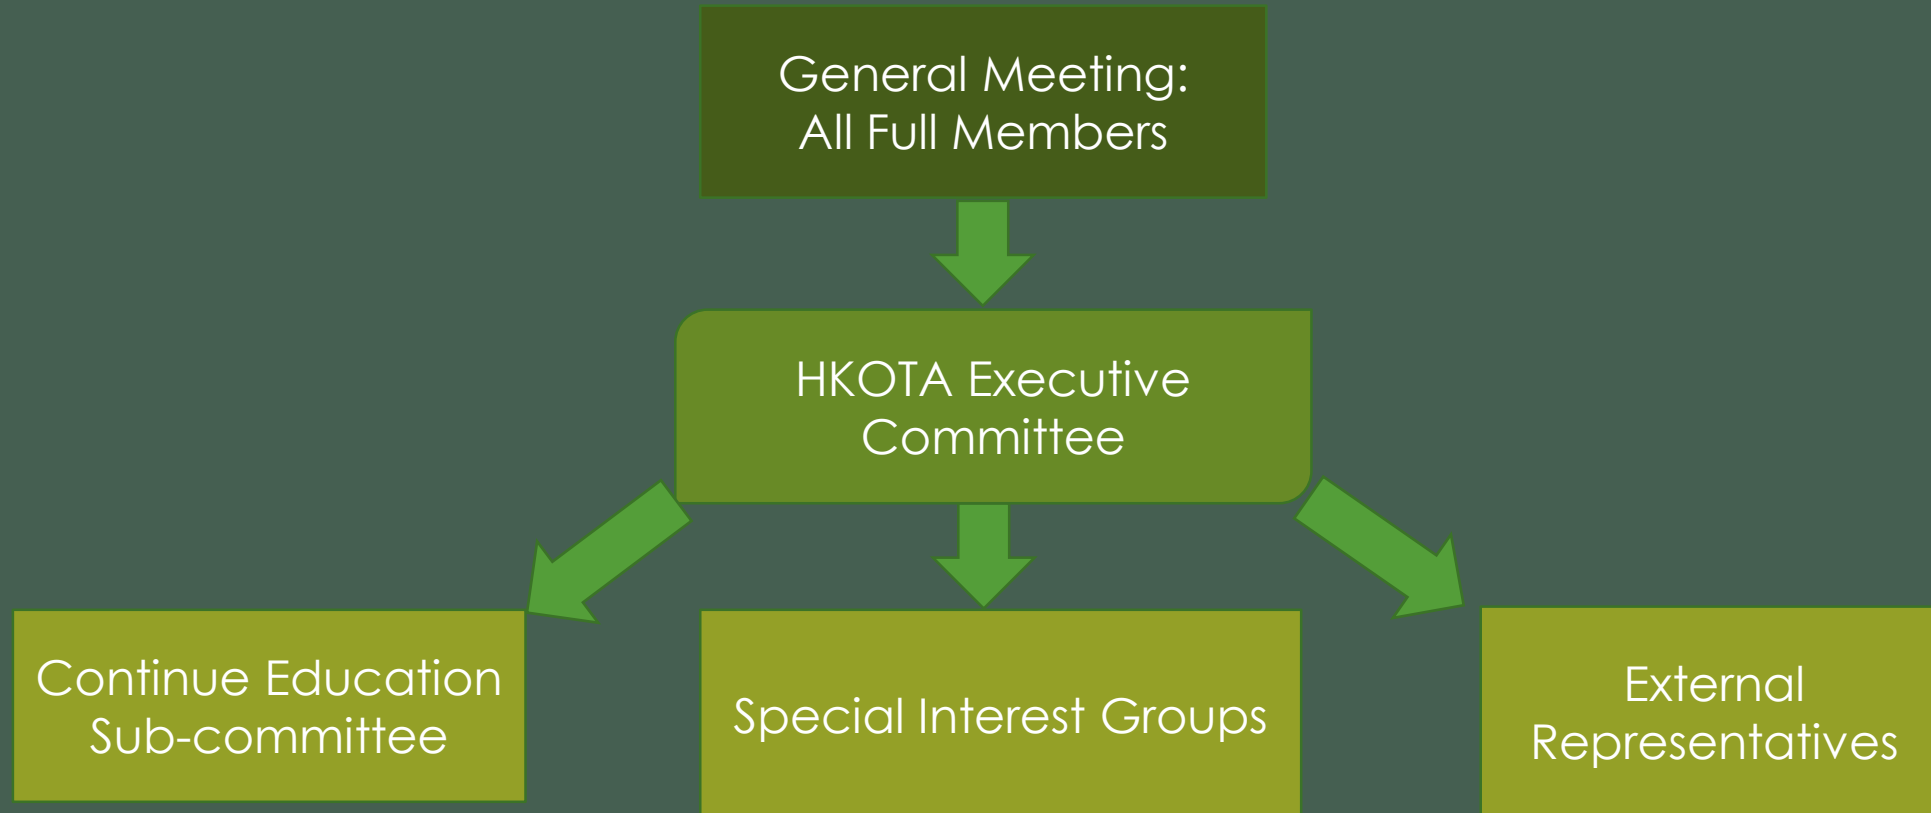 General Meeting:
All Full Members
HKOTA Executive
Committee
Continue Education
Sub-committee
Special Interest Groups
External
Representatives